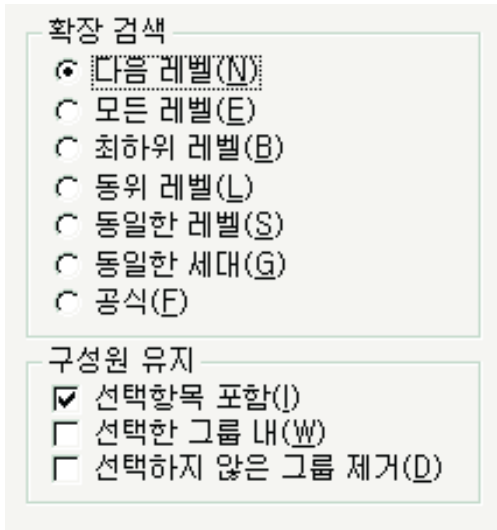 확장 검색
다음 레벨(N)
모든 레벨(E)
최하위 레벨(B)
동위 레벨(L)
동일한 레벨(S)
동일한 세대(G)
공식(F)
구성원 유지
선택항목 포함(I)
선택한 그룹 내(W)
선택하지 않은 그룹 제거(D)